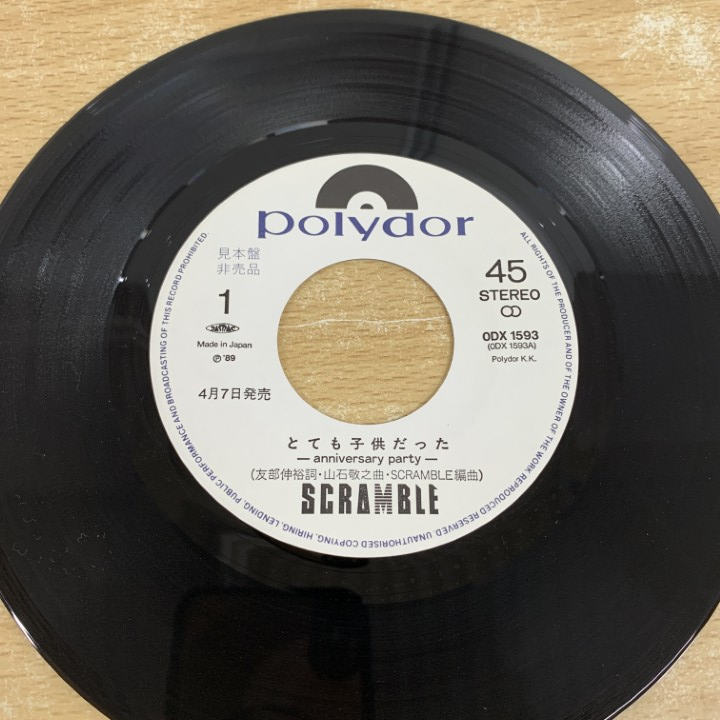 polydor
見本盤
非売品
45
STEREO
1
JASRAC
Made in Japan
℗ '89
0DX 1593
(0DX 1593A)
Polydor K.K.
4月7日発売
とても子供だった
— anniversary party —
(友部伸裕詞・山石敬之曲・SCRAMBLE編曲)
SCRAMBLE
ALL RIGHTS OF THE PRODUCER AND OF THE OWNER OF THE WORK REPRODUCED RESERVED. UNAUTHORISED COPYING, HIRING, LENDING, PUBLIC PERFORMANCE AND BROADCASTING OF THIS RECORD PROHIBITED.